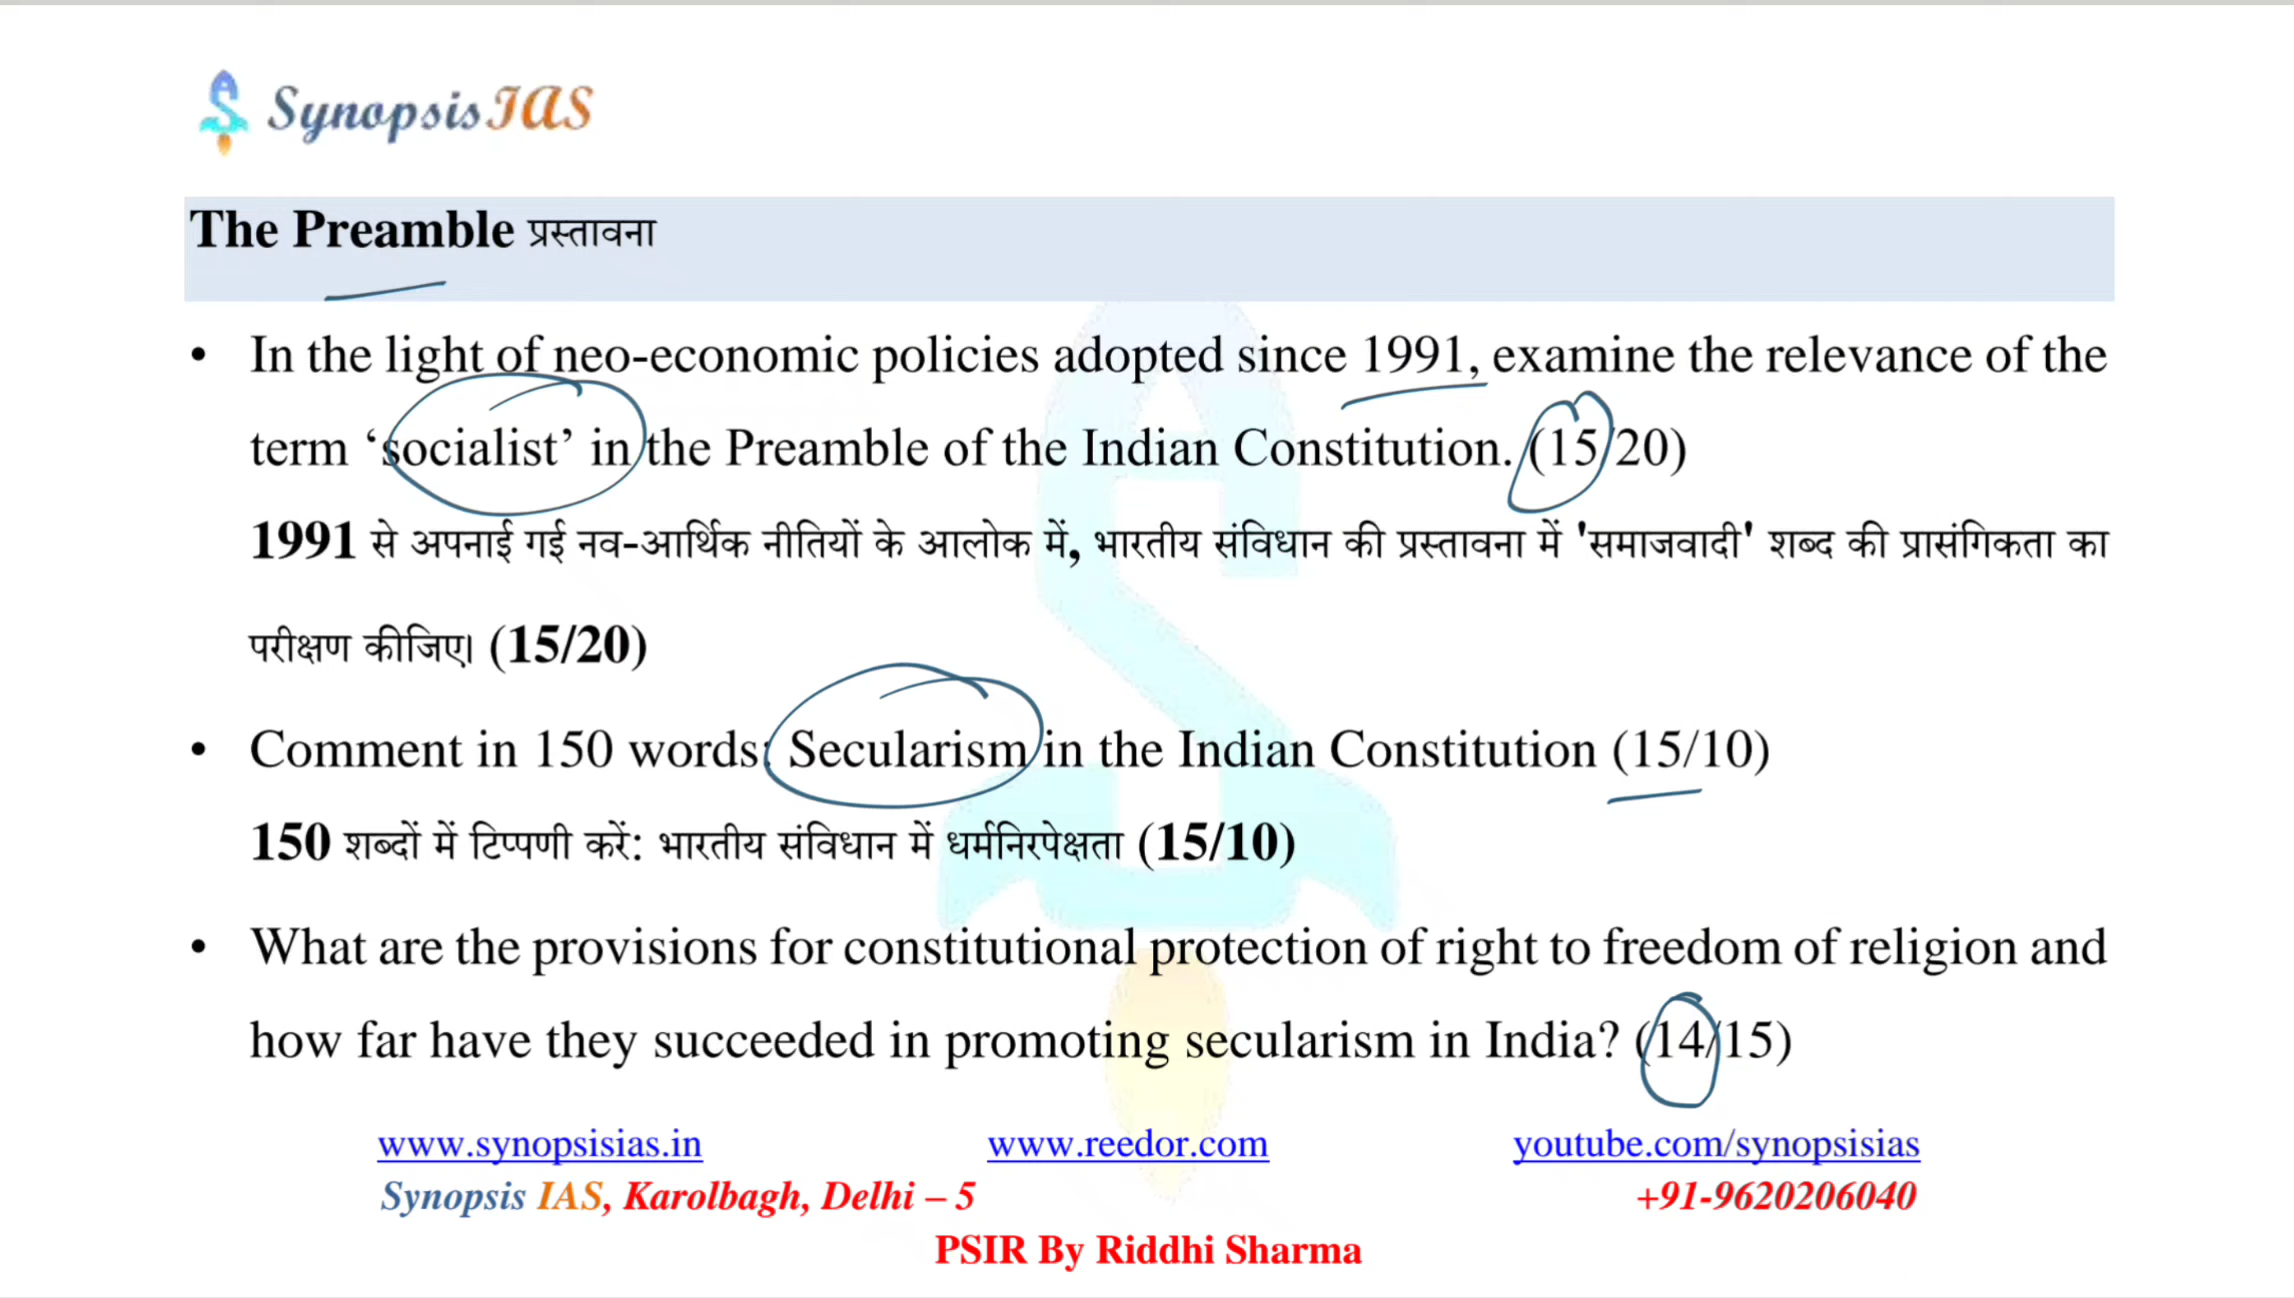 Synopsis IAS
The Preamble प्रस्तावना
• In the light of neo-economic policies adopted since 1991, examine the relevance of the
term ‘socialist’ in the Preamble of the Indian Constitution. (15/20)
1991 से अपनाई गई नव-आर्थिक नीतियों के आलोक में, भारतीय संविधान की प्रस्तावना में 'समाजवादी' शब्द की प्रासंगिकता का
परीक्षण कीजिए। (15/20)
• Comment in 150 words: Secularism in the Indian Constitution (15/10)
150 शब्दों में टिप्पणी करें: भारतीय संविधान में धर्मनिरपेक्षता (15/10)
• What are the provisions for constitutional protection of right to freedom of religion and
how far have they succeeded in promoting secularism in India? (14/15)
www.synopsisias.in www.reedor.com youtube.com/synopsisias
Synopsis IAS, Karolbagh, Delhi – 5 +91-9620206040
PSIR By Riddhi Sharma